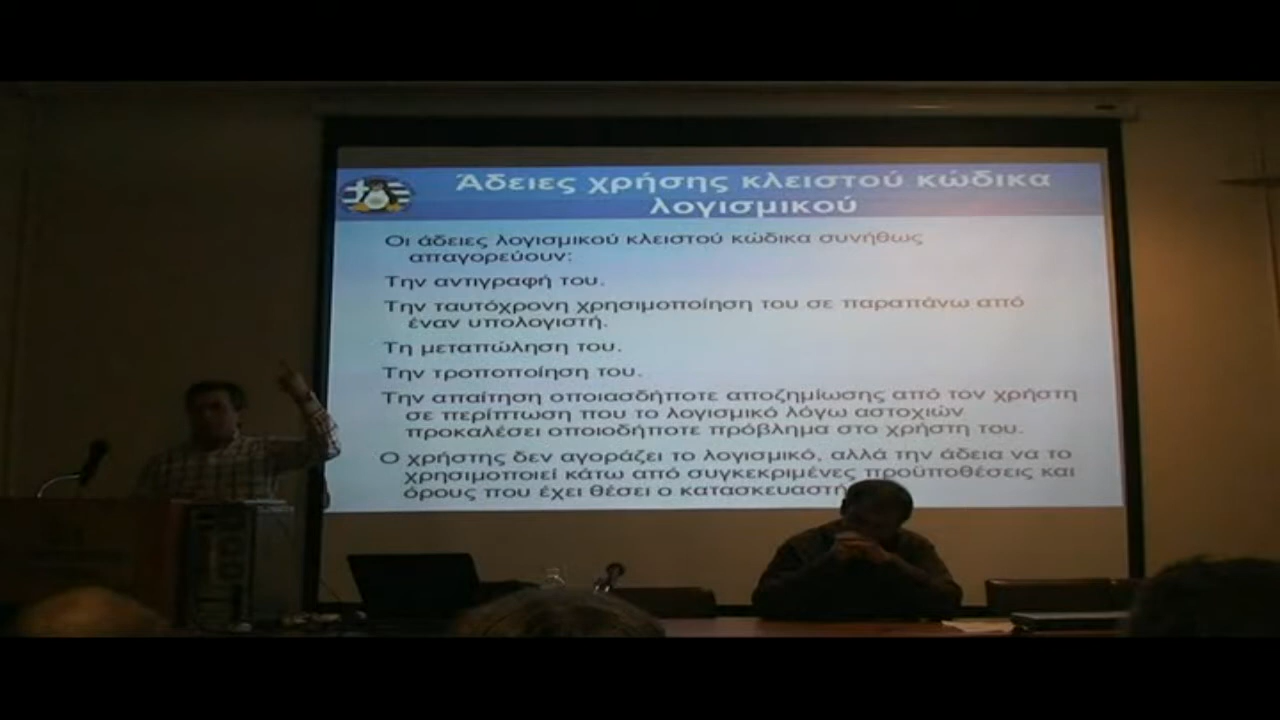 Άδειες χρήσης κλειστού κώδικα
λογισμικού
Οι άδειες λογισμικού κλειστού κώδικα συνήθως
απαγορεύουν:
Την αντιγραφή του.
Την ταυτόχρονη χρησιμοποίηση του σε παραπάνω από
έναν υπολογιστή.
Τη μεταπώληση του.
Την τροποποίηση του.
Την απαίτηση οποιασδήποτε αποζημίωσης από τον χρήστη
σε περίπτωση που το λογισμικό λόγω αστοχιών
προκαλέσει οποιοδήποτε πρόβλημα στο χρήστη του.
Ο χρήστης δεν αγοράζει το λογισμικό, αλλά την άδεια να το
χρησιμοποιεί κάτω από συγκεκριμένες προϋποθέσεις και
όρους που έχει θέσει ο κατασκευαστή